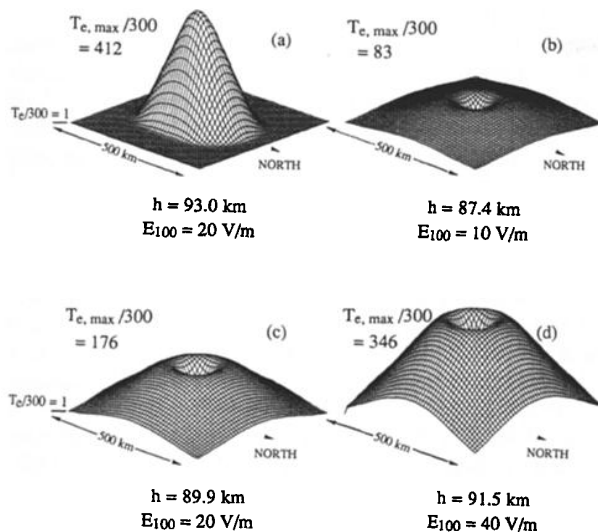 Te, max /300
= 412
(a)
Te/300 = 1
500 km
NORTH
h = 93.0 km
E100 = 20 V/m
Te, max /300
= 83
(b)
500 km
NORTH
h = 87.4 km
E100 = 10 V/m
Te, max /300
= 176
(c)
Te/300 = 1
500 km
NORTH
h = 89.9 km
E100 = 20 V/m
Te, max /300
= 346
(d)
500 km
NORTH
h = 91.5 km
E100 = 40 V/m